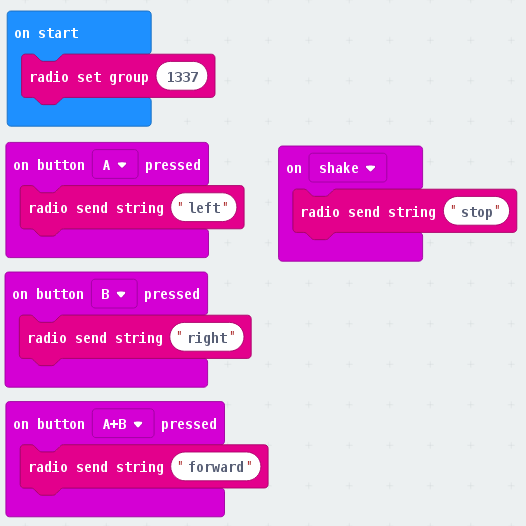 on start
radio set group 1337
on button A pressed
radio send string "left"
on shake
radio send string "stop"
on button B pressed
radio send string "right"
on button A+B pressed
radio send string "forward"